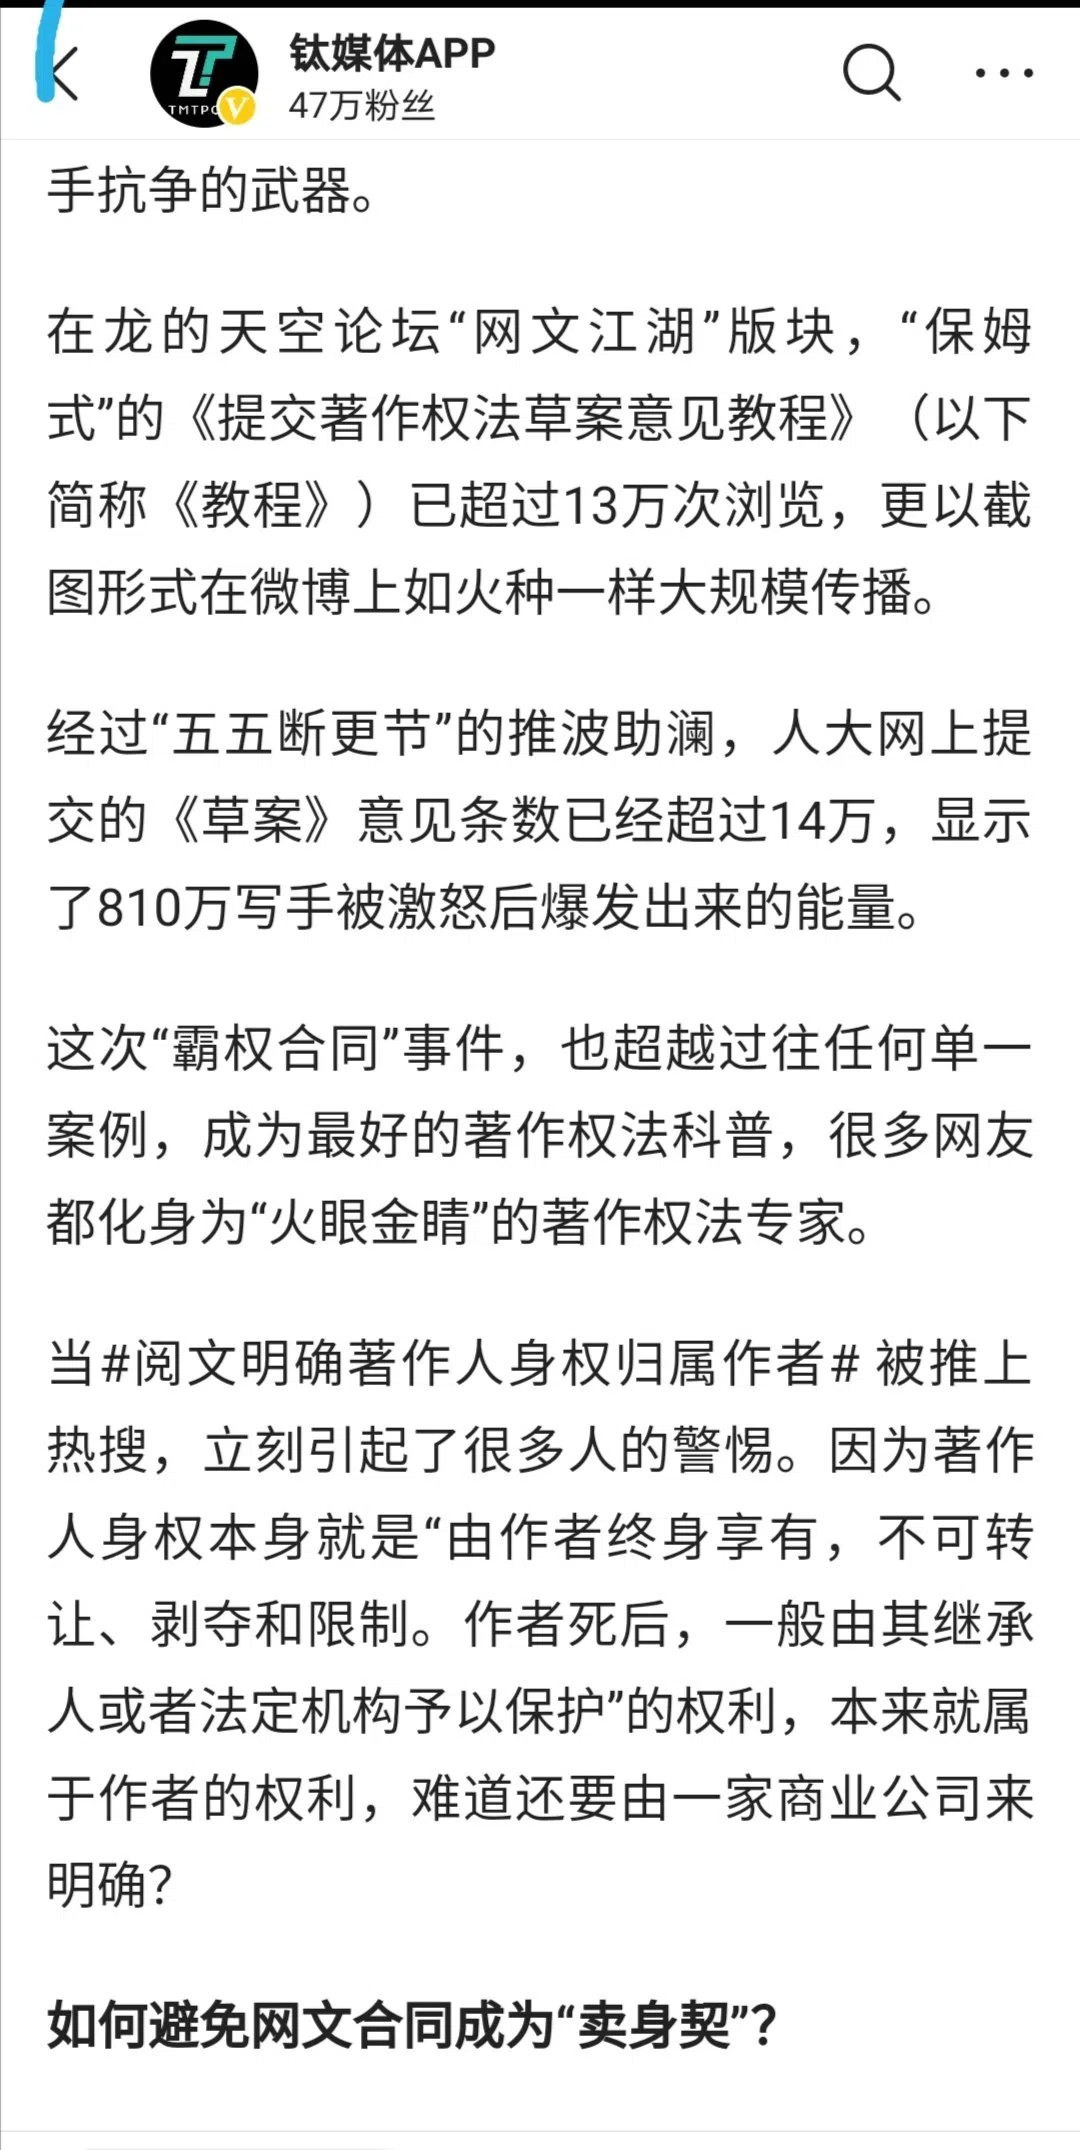 钛媒体APP
47万粉丝
TMTPO
V
手抗争的武器。
在龙的天空论坛“网文江湖”版块，“保姆
式”的《提交著作权法草案意见教程》（以下
简称《教程》）已超过13万次浏览，更以截
图形式在微博上如火种一样大规模传播。
经过“五五断更节”的推波助澜，人大网上提
交的《草案》意见条数已经超过14万，显示
了810万写手被激怒后爆发出来的能量。
这次“霸权合同”事件，也超越过往任何单一
案例，成为最好的著作权法科普，很多网友
都化身为“火眼金睛”的著作权法专家。
当#阅文明确著作人身权归属作者# 被推上
热搜，立刻引起了很多人的警惕。因为著作
人身权本身就是“由作者终身享有，不可转
让、剥夺和限制。作者死后，一般由其继承
人或者法定机构予以保护”的权利，本来就属
于作者的权利，难道还要由一家商业公司来
明确？
如何避免网文合同成为“卖身契”？